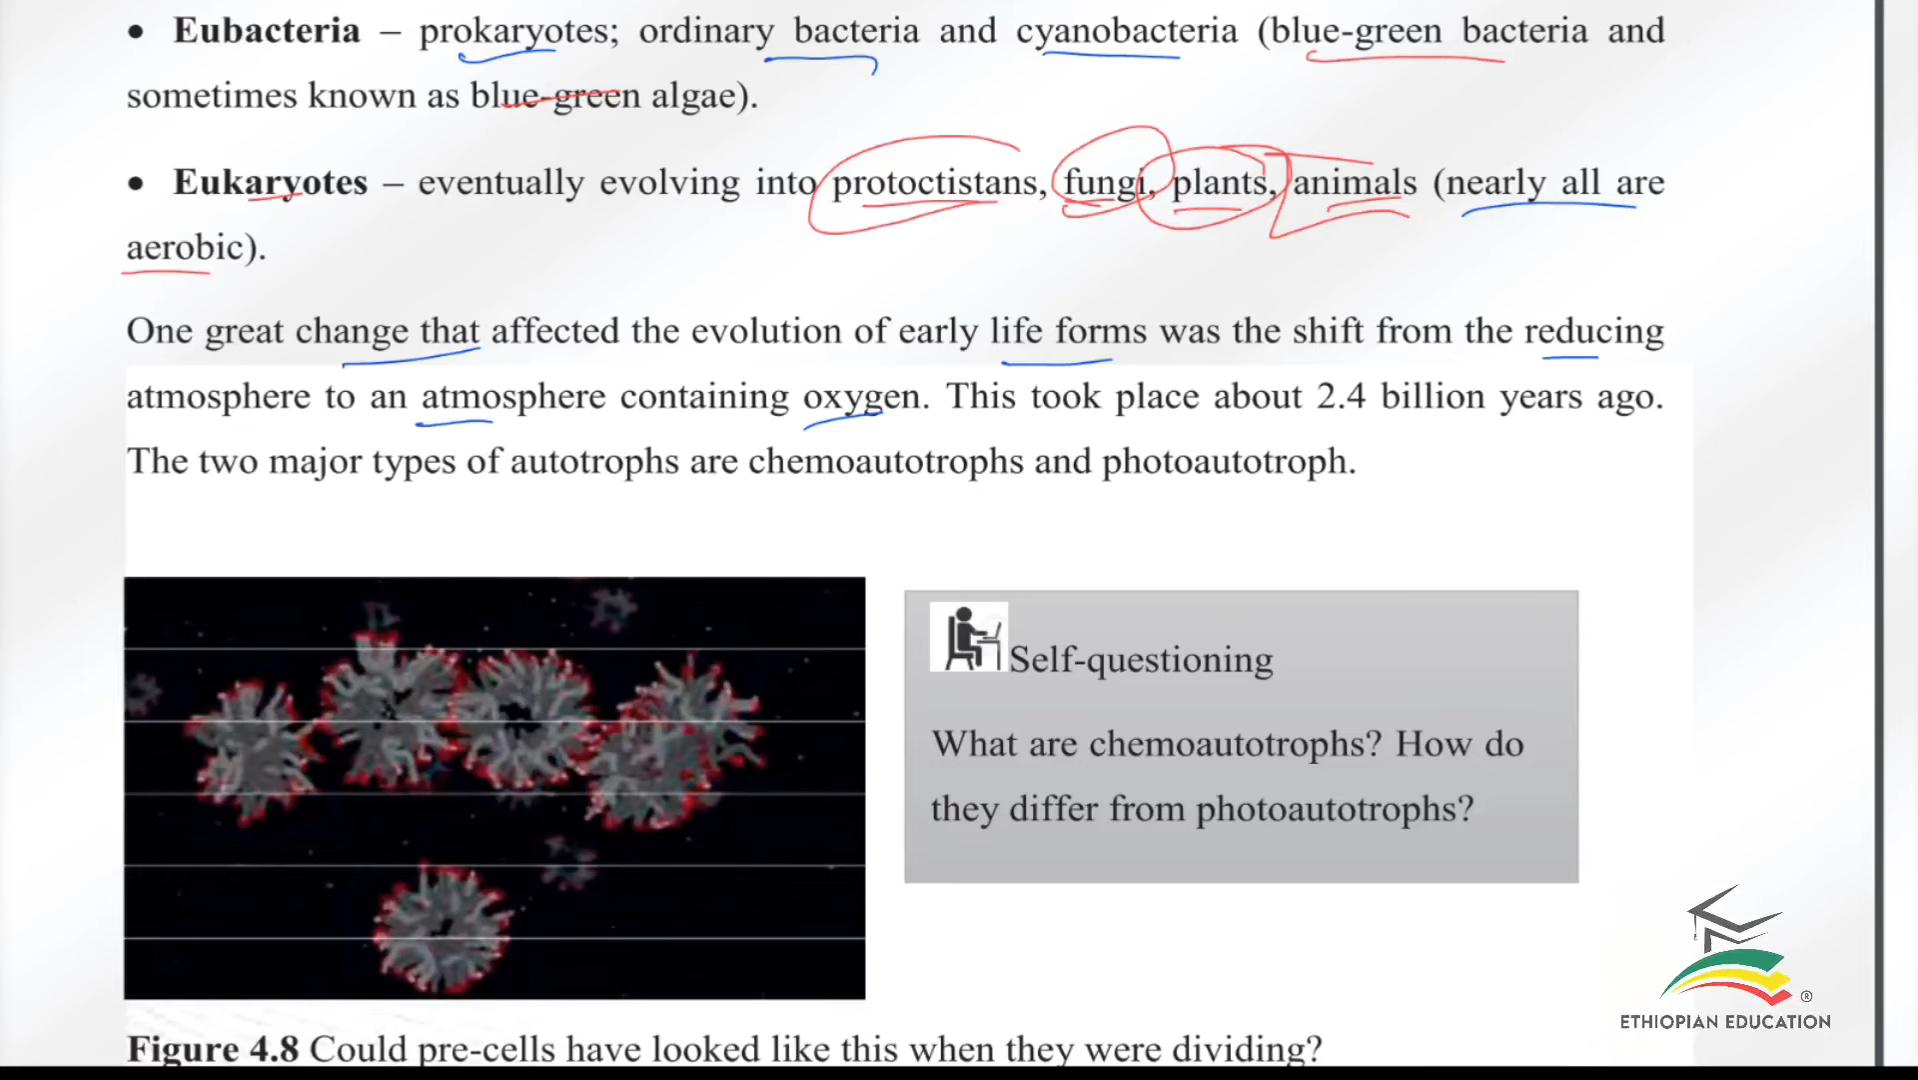 • Eubacteria – prokaryotes; ordinary bacteria and cyanobacteria (blue-green bacteria and
sometimes known as blue-green algae).
• Eukaryotes – eventually evolving into protoctistans, fungi, plants, animals (nearly all are
aerobic).
One great change that affected the evolution of early life forms was the shift from the reducing
atmosphere to an atmosphere containing oxygen. This took place about 2.4 billion years ago.
The two major types of autotrophs are chemoautotrophs and photoautotroph.
Self-questioning
What are chemoautotrophs? How do
they differ from photoautotrophs?
® 
ETHIOPIAN EDUCATION
Figure 4.8 Could pre-cells have looked like this when they were dividing?